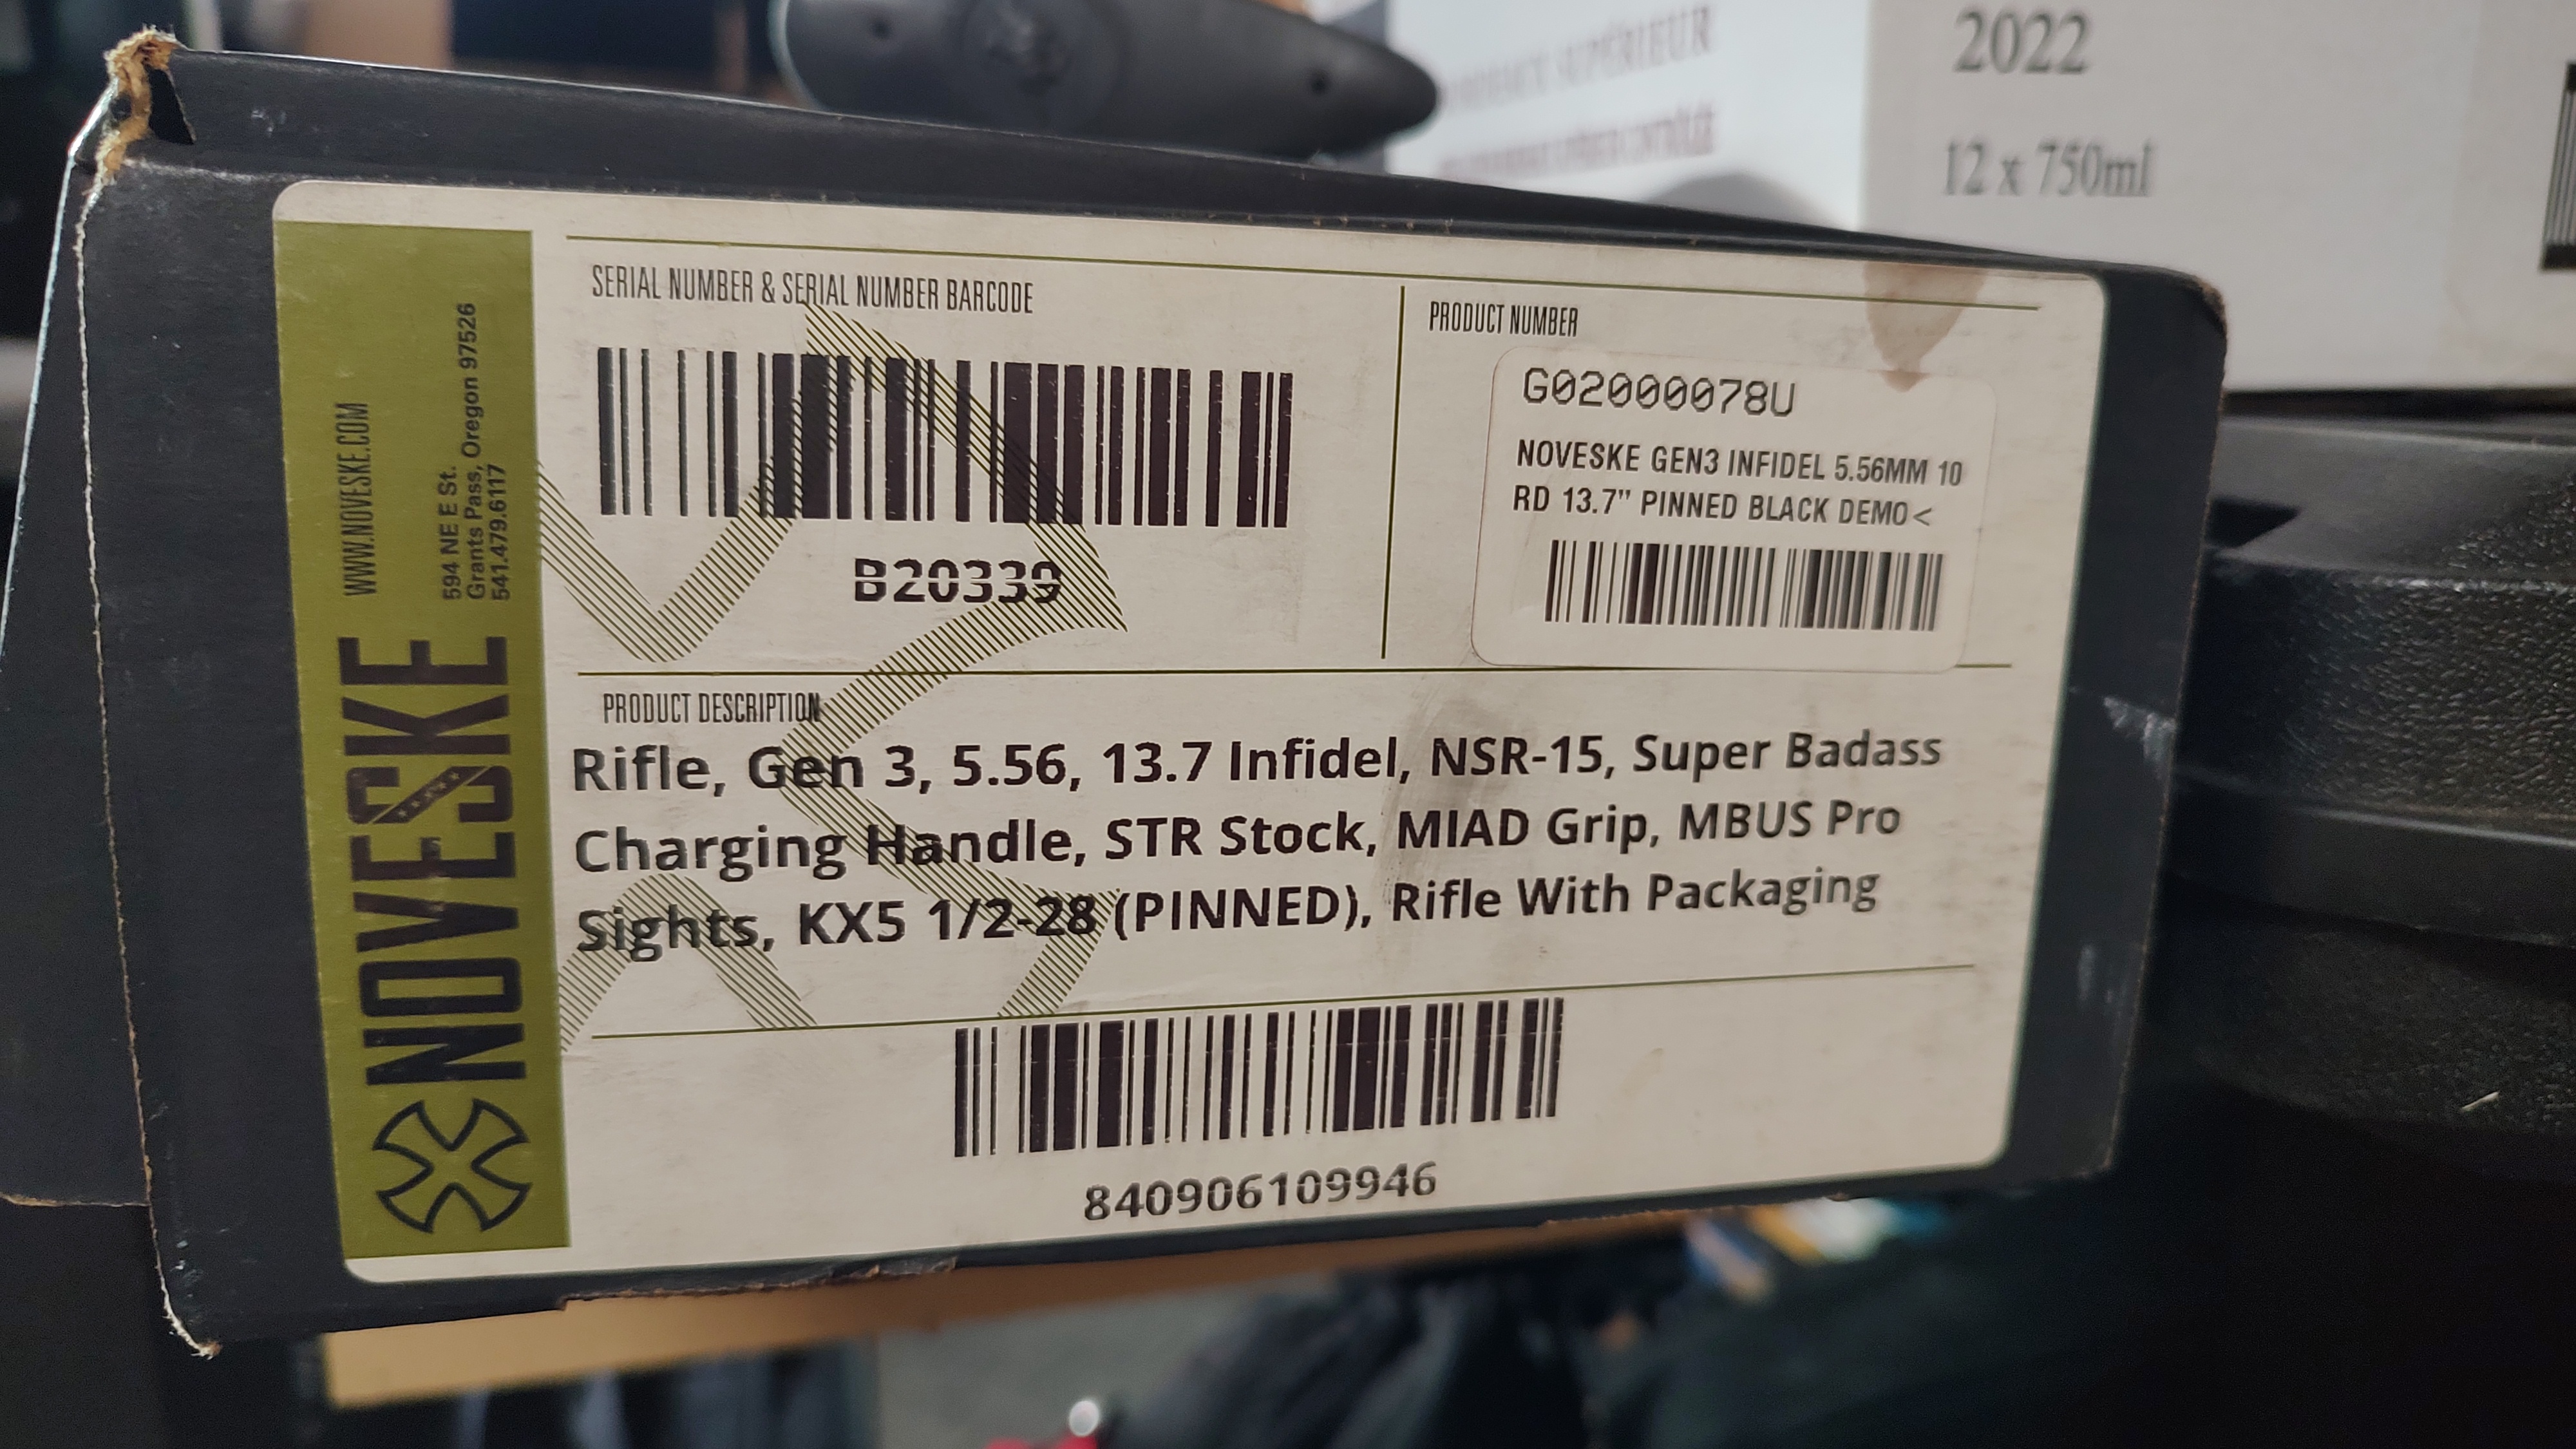 2022
12 x 750ml
SUPÉRIEUR
NOVESKE
WWW.NOVESKE.COM
594 NE E St.
Grants Pass, Oregon 97526
541.479.6117
SERIAL NUMBER & SERIAL NUMBER BARCODE
B20339
PRODUCT NUMBER
G02000078U
NOVESKE GEN3 INFIDEL 5.56MM 10
RD 13.7" PINNED BLACK DEMO<
PRODUCT DESCRIPTION
Rifle, Gen 3, 5.56, 13.7 Infidel, NSR-15, Super Badass
Charging Handle, STR Stock, MIAD Grip, MBUS Pro
Sights, KX5 1/2-28 (PINNED), Rifle With Packaging
840906109946